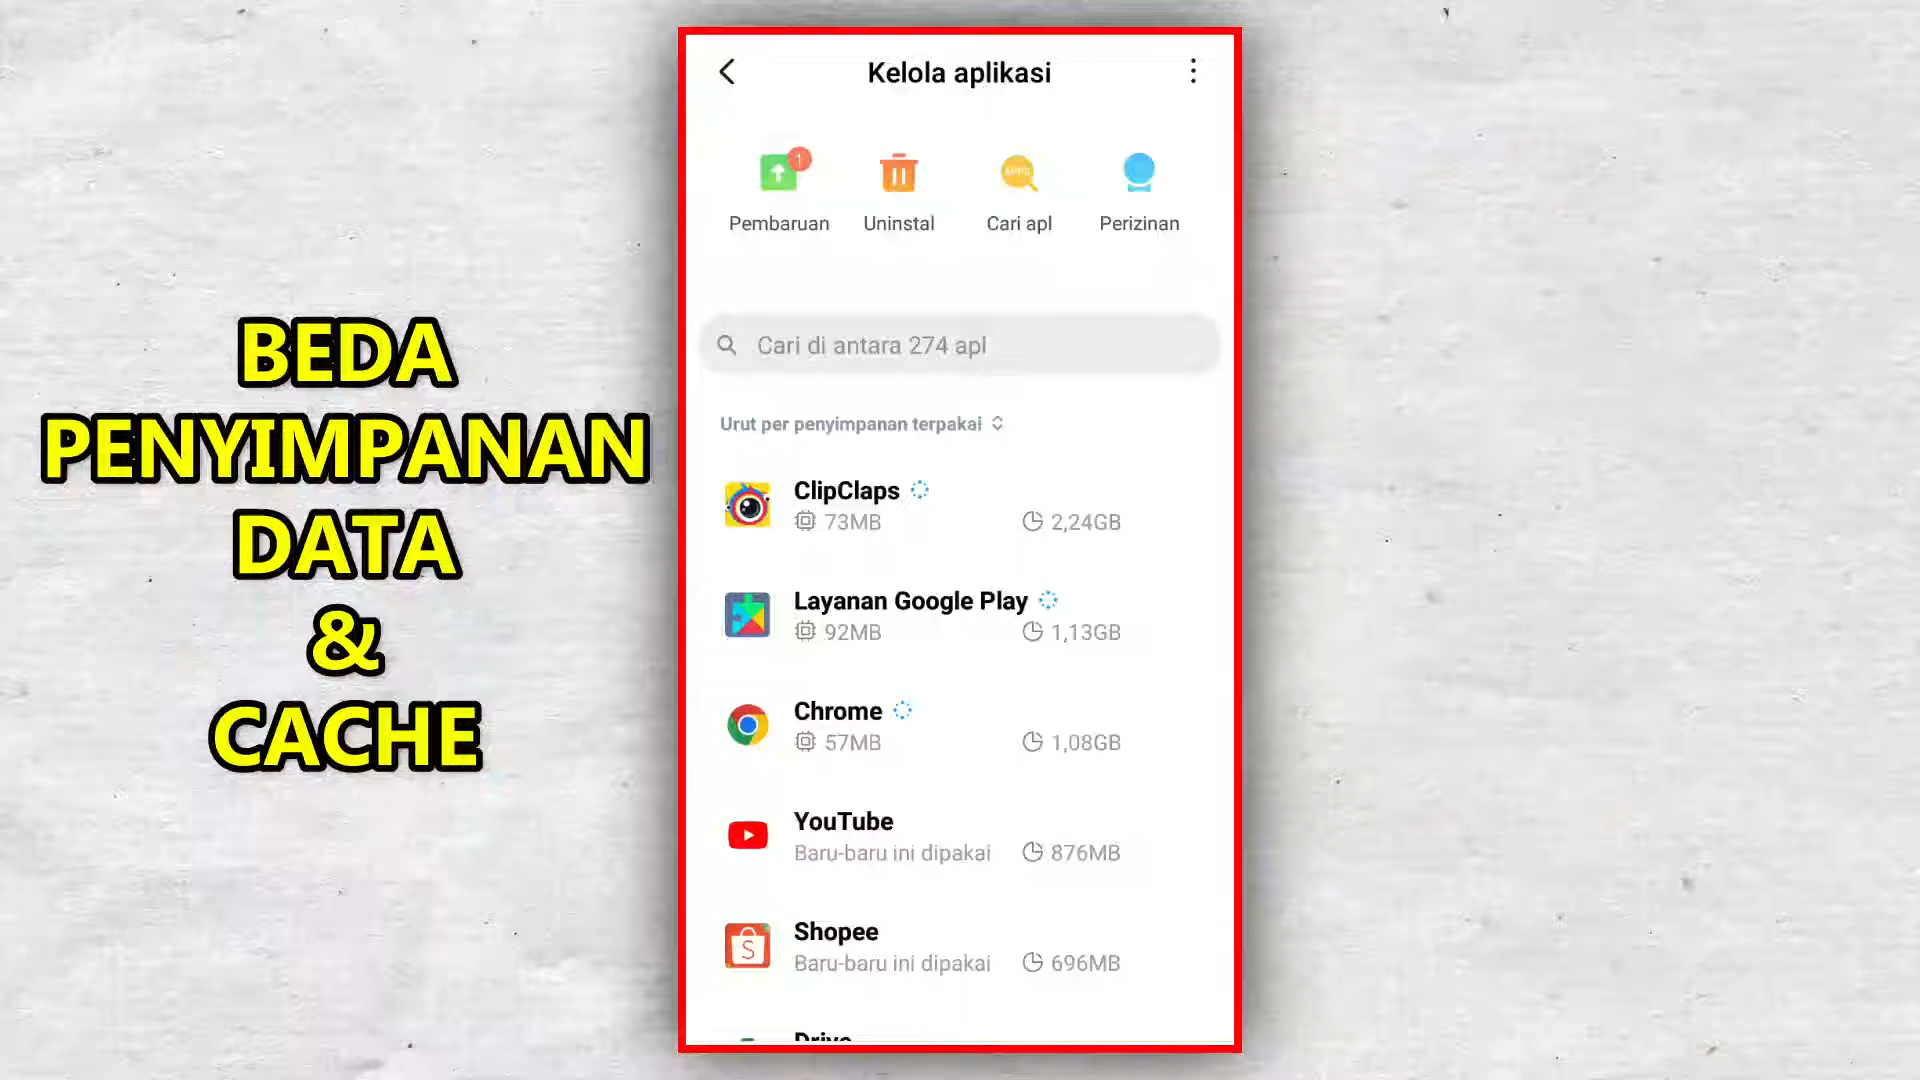 BEDA
PENYIMPANAN
DATA
&
CACHE
Kelola aplikasi
1
Pembaruan
Uninstal
Cari apl
Perizinan
Cari di antara 274 apl
Urut per penyimpanan terpakai
ClipClaps
73MB
2,24GB
Layanan Google Play
92MB
1,13GB
Chrome
57MB
1,08GB
YouTube
Baru-baru ini dipakai
876MB
S
Shopee
Baru-baru ini dipakai
696MB
Drive